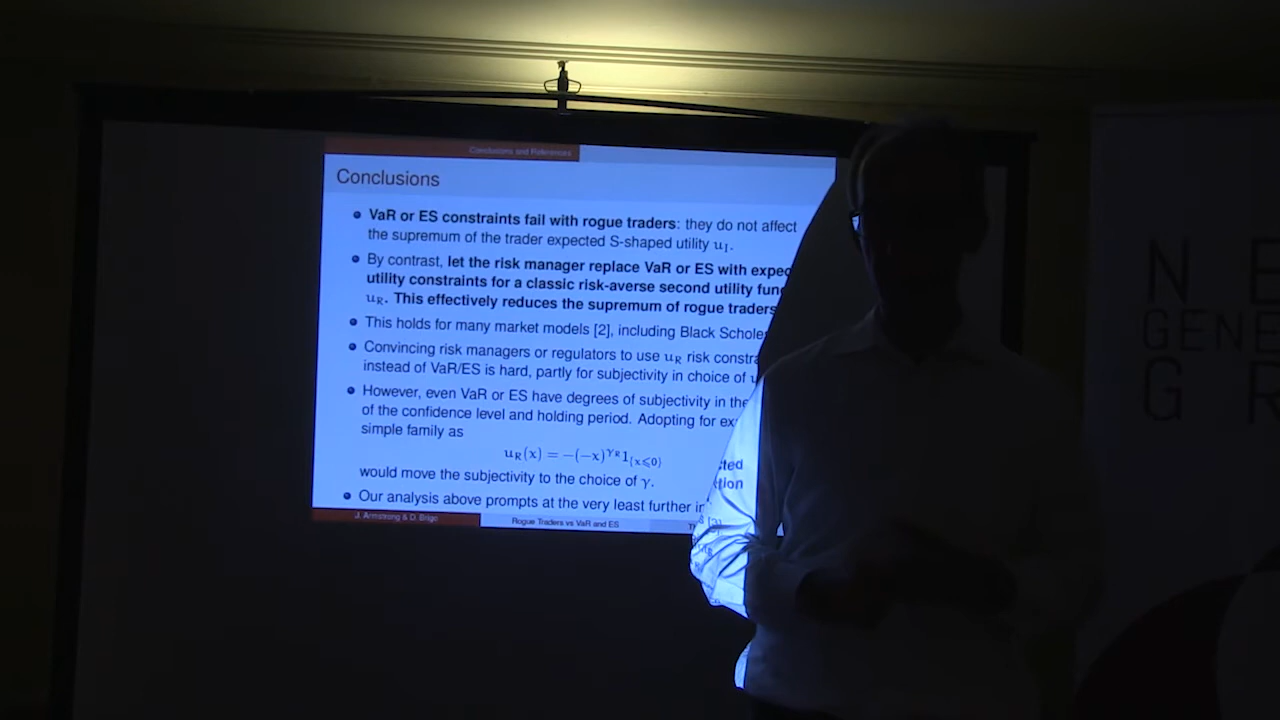 Conclusions and References
Conclusions
• VaR or ES constraints fail with rogue traders: they do not affect
the supremum of the trader expected S-shaped utility uI.
• By contrast, let the risk manager replace VaR or ES with expec
utility constraints for a classic risk-averse second utility fun
uR. This effectively reduces the supremum of rogue traders
• This holds for many market models [2], including Black Schole
• Convincing risk managers or regulators to use uR risk constra
instead of VaR/ES is hard, partly for subjectivity in choice of
• However, even VaR or ES have degrees of subjectivity in the
of the confidence level and holding period. Adopting for ex
simple family as
uR(x) = −(−x)^γR 1{x⩽0}
would move the subjectivity to the choice of γ.
• Our analysis above prompts at the very least further in
J. Armstrong & D. Brigo
Rogue Traders vs VaR and ES
cted
ction
[3]
N E
GENE
G R